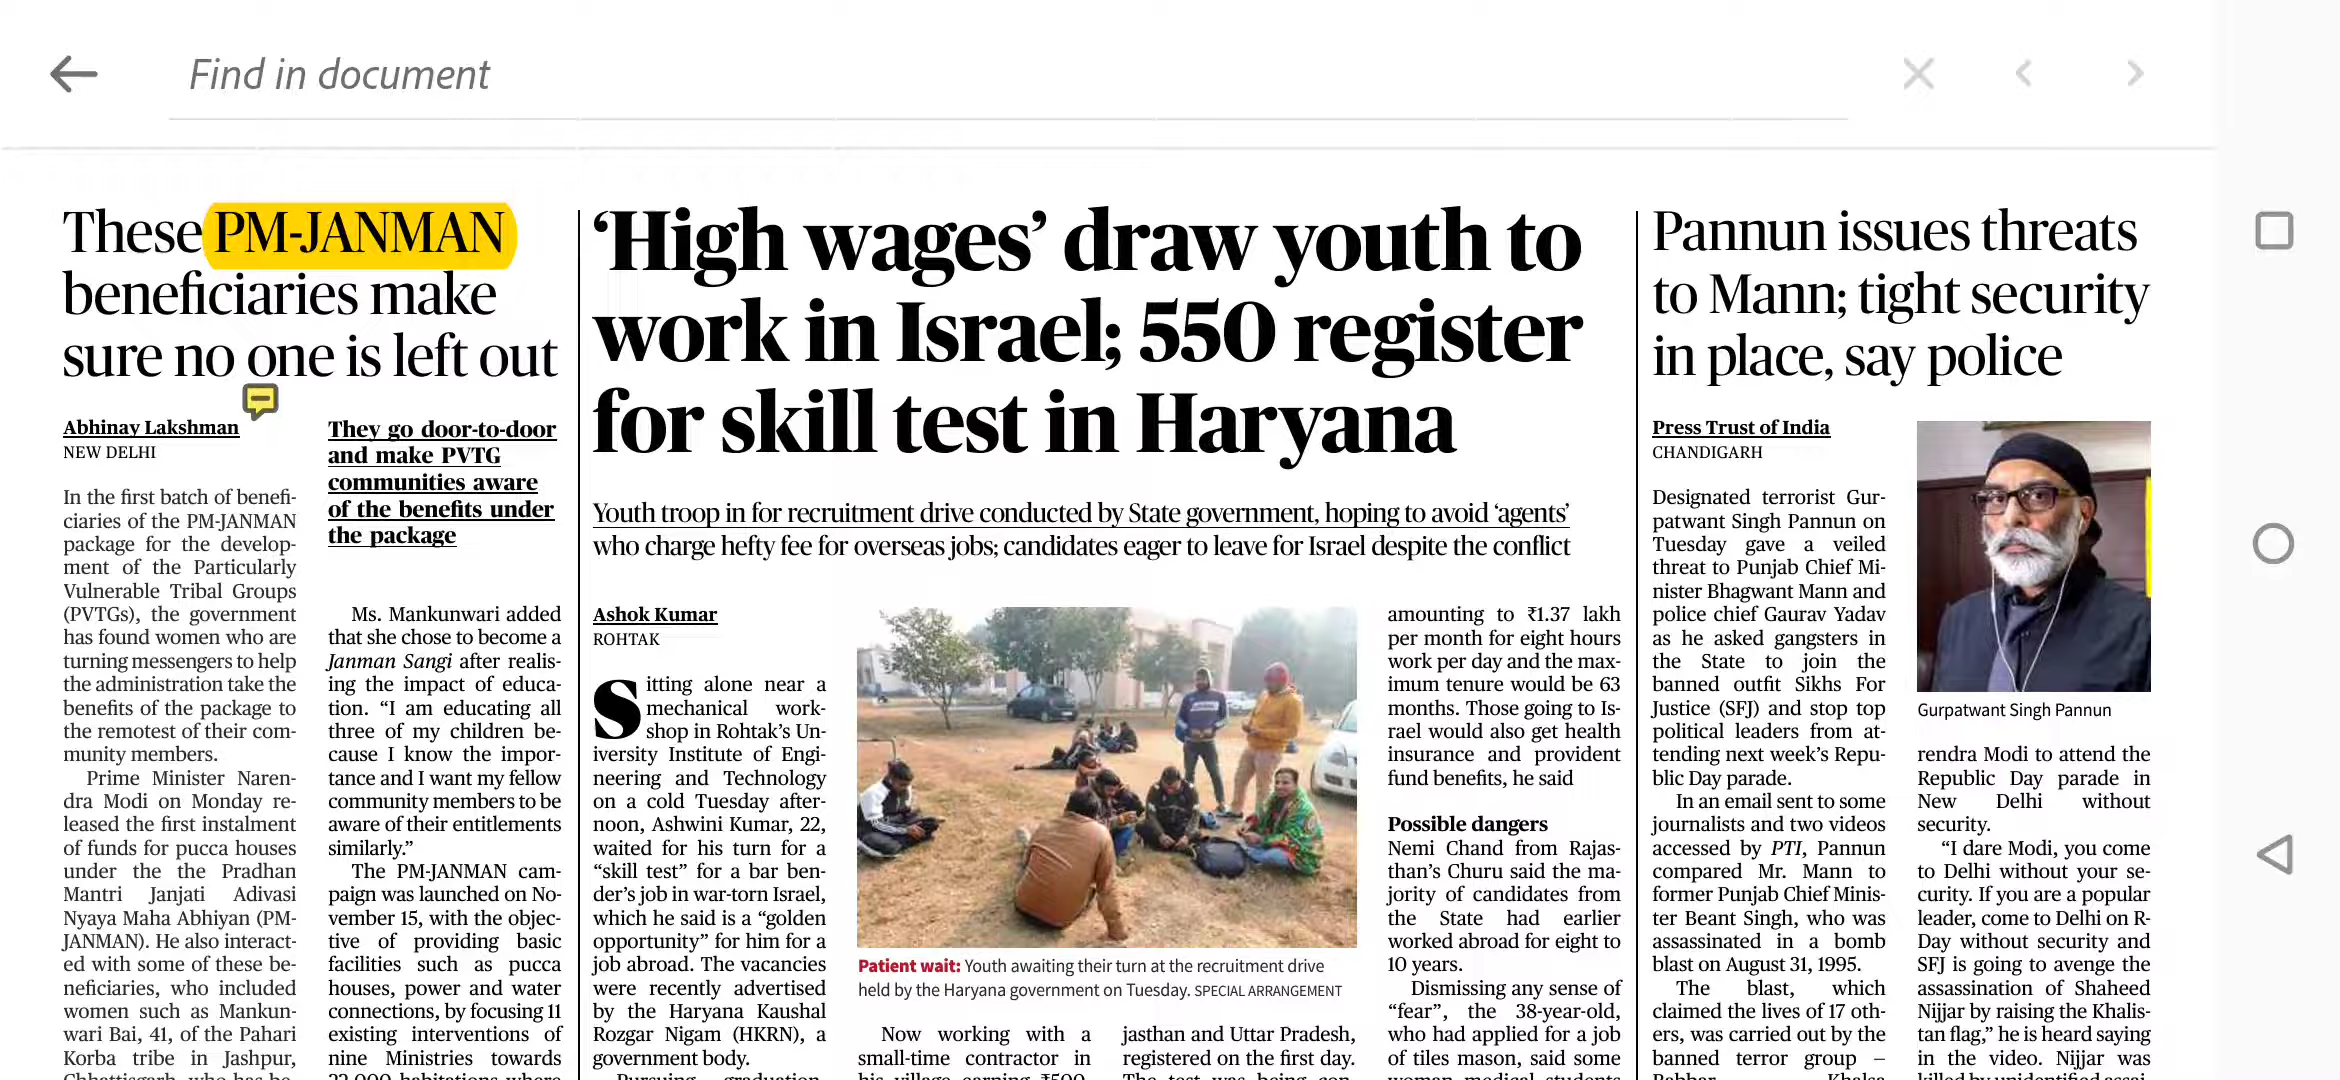 Find in document
These PM-JANMAN
beneficiaries make
sure no one is left out
Abhinay Lakshman
NEW DELHI
In the first batch of benefi-
ciaries of the PM-JANMAN
package for the develop-
ment of the Particularly
Vulnerable Tribal Groups
(PVTGs), the government
has found women who are
turning messengers to help
the administration take the
benefits of the package to
the remotest of their com-
munity members.
Prime Minister Naren-
dra Modi on Monday re-
leased the first instalment
of funds for pucca houses
under the the Pradhan
Mantri Janjati Adivasi
Nyaya Maha Abhiyan (PM-
JANMAN). He also interact-
ed with some of these be-
neficiaries, who included
women such as Mankun-
wari Bai, 41, of the Pahari
Korba tribe in Jashpur,
Chhattisgarh, who has be-
They go door-to-door
and make PVTG
communities aware
of the benefits under
the package
Ms. Mankunwari added
that she chose to become a
Janman Sangi after realis-
ing the impact of educa-
tion. “I am educating all
three of my children be-
cause I know the impor-
tance and I want my fellow
community members to be
aware of their entitlements
similarly.”
The PM-JANMAN cam-
paign was launched on No-
vember 15, with the objec-
tive of providing basic
facilities such as pucca
houses, power and water
connections, by focusing 11
existing interventions of
nine Ministries towards
22,000 habitations where
‘High wages’ draw youth to
work in Israel; 550 register
for skill test in Haryana
Youth troop in for recruitment drive conducted by State government, hoping to avoid ‘agents’
who charge hefty fee for overseas jobs; candidates eager to leave for Israel despite the conflict
Ashok Kumar
ROHTAK
Sitting alone near a
mechanical work-
shop in Rohtak’s Un-
iversity Institute of Engi-
neering and Technology
on a cold Tuesday after-
noon, Ashwini Kumar, 22,
waited for his turn for a
“skill test” for a bar ben-
der’s job in war-torn Israel,
which he said is a “golden
opportunity” for him for a
job abroad. The vacancies
were recently advertised
by the Haryana Kaushal
Rozgar Nigam (HKRN), a
government body.
Pursuing graduation,
Patient wait: Youth awaiting their turn at the recruitment drive
held by the Haryana government on Tuesday. SPECIAL ARRANGEMENT
Now working with a
small-time contractor in
his village earning ₹500
jasthan and Uttar Pradesh,
registered on the first day.
The test was being con-
amounting to ₹1.37 lakh
per month for eight hours
work per day and the max-
imum tenure would be 63
months. Those going to Is-
rael would also get health
insurance and provident
fund benefits, he said
Possible dangers
Nemi Chand from Rajas-
than’s Churu said the ma-
jority of candidates from
the State had earlier
worked abroad for eight to
10 years.
Dismissing any sense of
“fear”, the 38-year-old,
who had applied for a job
of tiles mason, said some
woman medical students
Pannun issues threats
to Mann; tight security
in place, say police
Press Trust of India
CHANDIGARH
Designated terrorist Gur-
patwant Singh Pannun on
Tuesday gave a veiled
threat to Punjab Chief Mi-
nister Bhagwant Mann and
police chief Gaurav Yadav
as he asked gangsters in
the State to join the
banned outfit Sikhs For
Justice (SFJ) and stop top
political leaders from at-
tending next week’s Repu-
blic Day parade.
In an email sent to some
journalists and two videos
accessed by PTI, Pannun
compared Mr. Mann to
former Punjab Chief Minis-
ter Beant Singh, who was
assassinated in a bomb
blast on August 31, 1995.
The blast, which
claimed the lives of 17 oth-
ers, was carried out by the
banned terror group –
Babbar Khalsa
Gurpatwant Singh Pannun
rendra Modi to attend the
Republic Day parade in
New Delhi without
security.
“I dare Modi, you come
to Delhi without your se-
curity. If you are a popular
leader, come to Delhi on R-
Day without security and
SFJ is going to avenge the
assassination of Shaheed
Nijjar by raising the Khalis-
tan flag,” he is heard saying
in the video. Nijjar was
killed by unidentified assai-